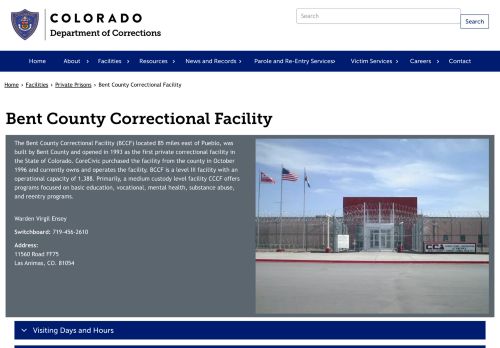 COLORADO
Department of Corrections
Search
Search
Home About Facilities Resources News and Records Parole and Re-Entry Services Victim Services Careers Contact
Home › Facilities › Private Prisons › Bent County Correctional Facility
Bent County Correctional Facility
The Bent County Correctional Facility (BCCF) located 85 miles east of Pueblo, was
built by Bent County and opened in 1993 as the first private correctional facility in
the State of Colorado. CoreCivic purchased the facility from the county in October
1996 and currently owns and operates the facility. BCCF is a level III facility with an
operational capacity of 1,388. Primarily, a medium custody level facility CCCF offers
programs focused on basic education, vocational, mental health, substance abuse,
and reentry programs.
Warden Virgil Ensey
Switchboard: 719-456-2610
Address:
11560 Road FF75
Las Animas, CO. 81054
CCA
Visiting Days and Hours